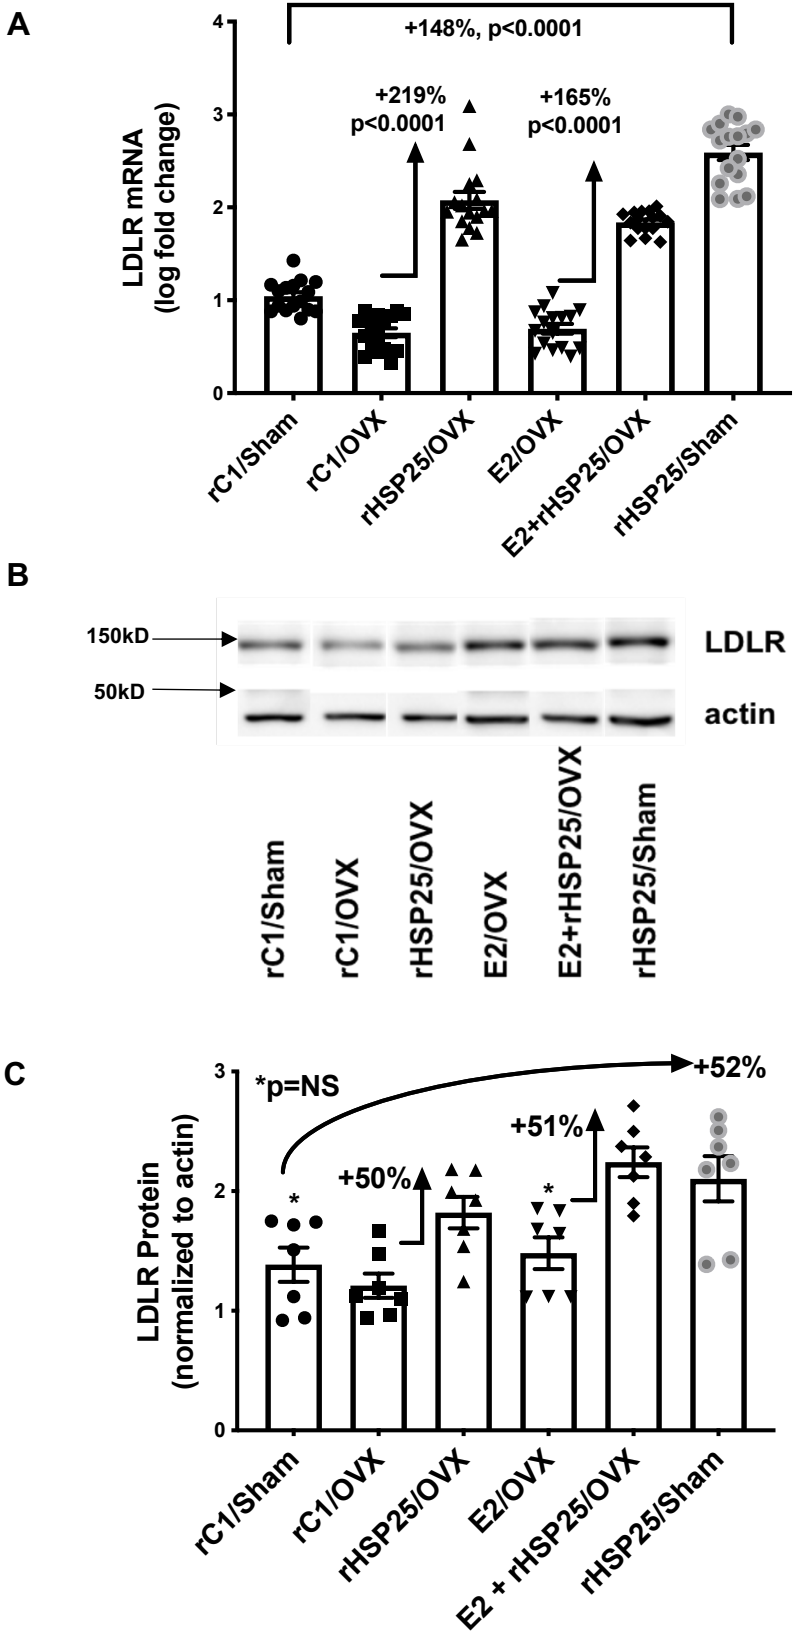 A
LDLR mRNA
(log fold change)
4
3
2
1
0
+148%, p<0.0001
+219%
p<0.0001
+165%
p<0.0001
rC1/Sham
rC1/OVX
rHSP25/OVX
E2/OVX
E2+rHSP25/OVX
rHSP25/Sham
B
150kD
LDLR
50kD
actin
rC1/Sham
rC1/OVX
rHSP25/OVX
E2/OVX
E2+rHSP25/OVX
rHSP25/Sham
C
LDLR Protein
(normalized to actin)
3
2
1
0
*p=NS
+52%
+51%
+50%
*
*
rC1/Sham
rC1/OVX
rHSP25/OVX
E2/OVX
E2 + rHSP25/OVX
rHSP25/Sham